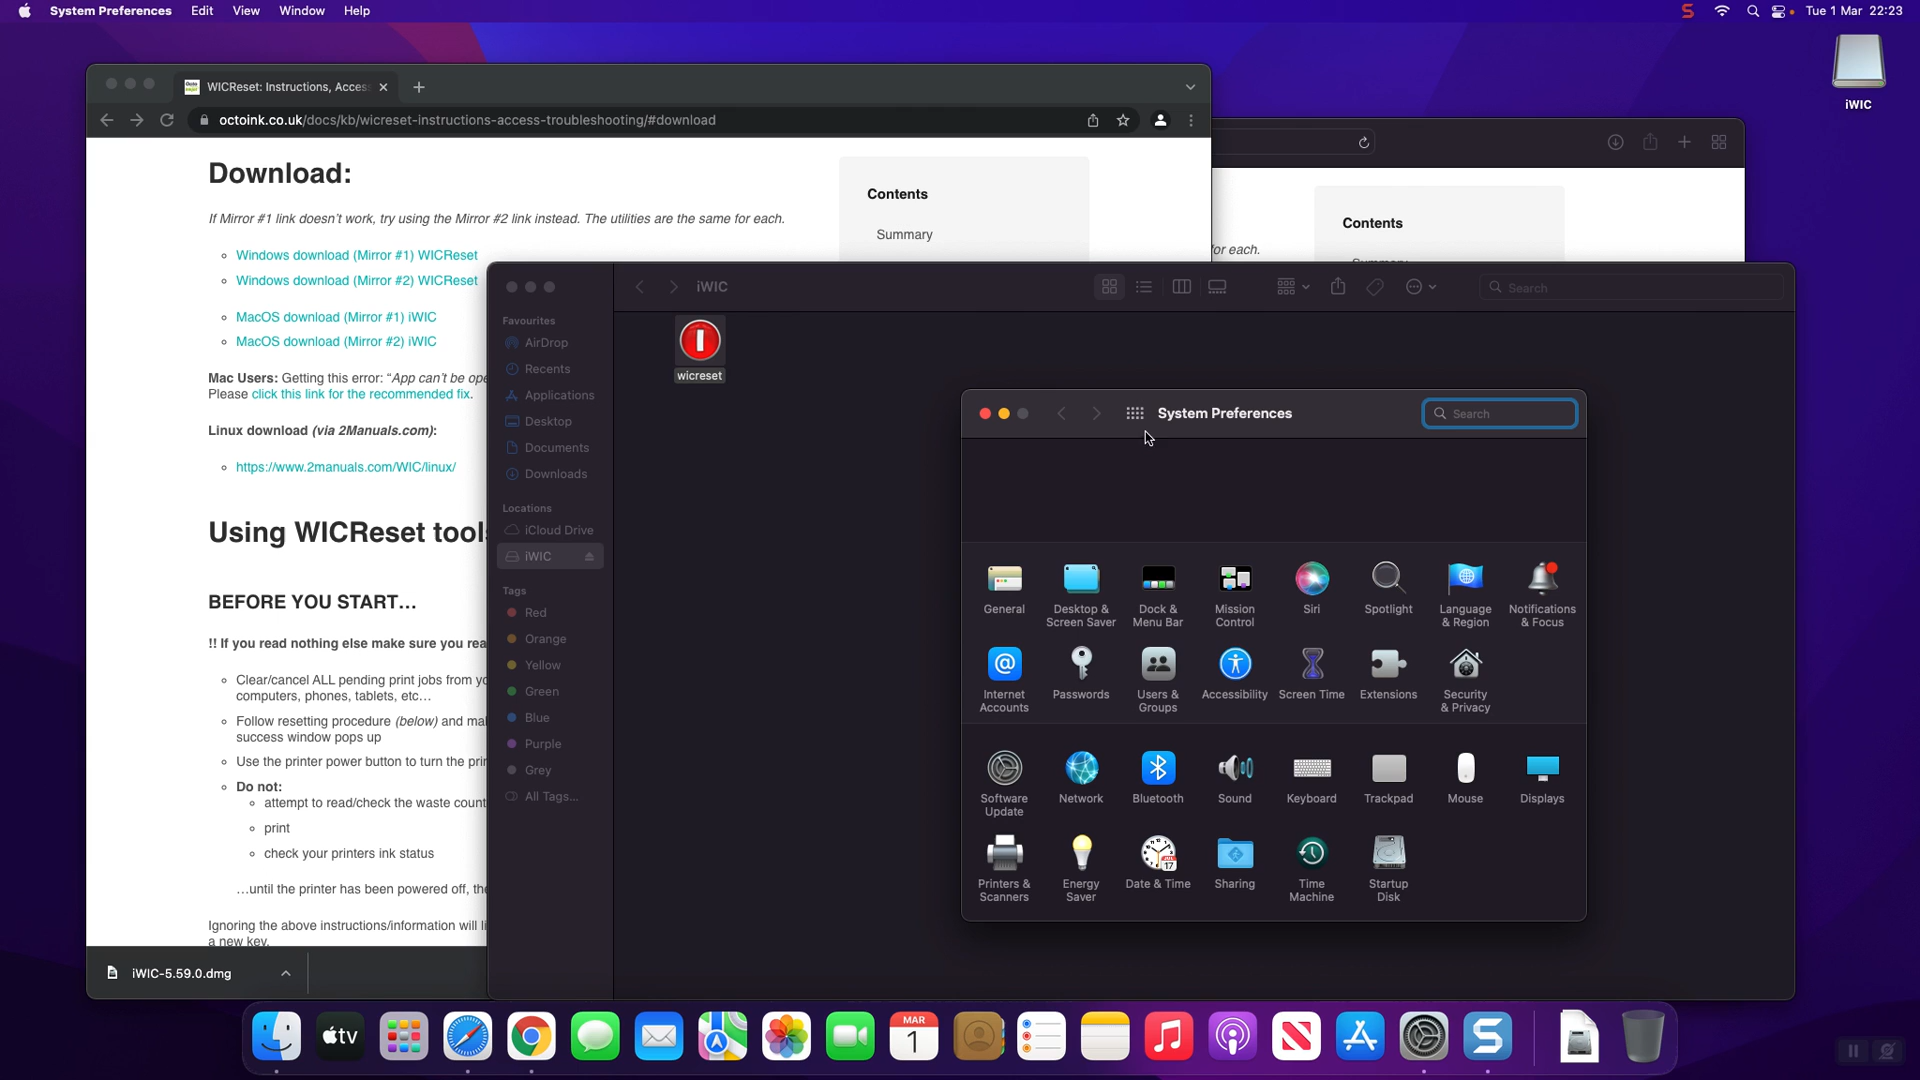 System Preferences Edit View Window Help
Tue 1 Mar 22:23
iWIC
WICReset: Instructions, Acces
octoink.co.uk/docs/kb/wicreset-instructions-access-troubleshooting/#download
Download:
If Mirror #1 link doesn't work, try using the Mirror #2 link instead. The utilities are the same for each.
Windows download (Mirror #1) WICReset
Windows download (Mirror #2) WICReset
MacOS download (Mirror #1) iWIC
MacOS download (Mirror #2) iWIC
Mac Users: Getting this error: "App can't be ope
Please click this link for the recommended fix.
Linux download (via 2Manuals.com):
https://www.2manuals.com/WIC/linux/
Using WICReset tools
BEFORE YOU START…
!! If you read nothing else make sure you rea
Clear/cancel ALL pending print jobs from yo
computers, phones, tablets, etc…
Follow resetting procedure (below) and mak
success window pops up
Use the printer power button to turn the prin
Do not:
attempt to read/check the waste count
print
check your printers ink status
…until the printer has been powered off, the
Ignoring the above instructions/information will li
a new key.
iWIC-5.59.0.dmg
Contents
Summary
for each.
Contents
iWIC
Search
Favourites
AirDrop
Recents
Applications
Desktop
Documents
Downloads
Locations
iCloud Drive
iWIC
Tags
Red
Orange
Yellow
Green
Blue
Purple
Grey
All Tags...
wicreset
System Preferences
Search
General
Desktop &
Screen Saver
Dock &
Menu Bar
Mission
Control
Siri
Spotlight
Language
& Region
Notifications
& Focus
Internet
Accounts
Passwords
Users &
Groups
Accessibility
Screen Time
Extensions
Security
& Privacy
Software
Update
Network
Bluetooth
Sound
Keyboard
Trackpad
Mouse
Displays
Printers &
Scanners
Energy
Saver
Date & Time
Sharing
Time
Machine
Startup
Disk
tv
MAR
1